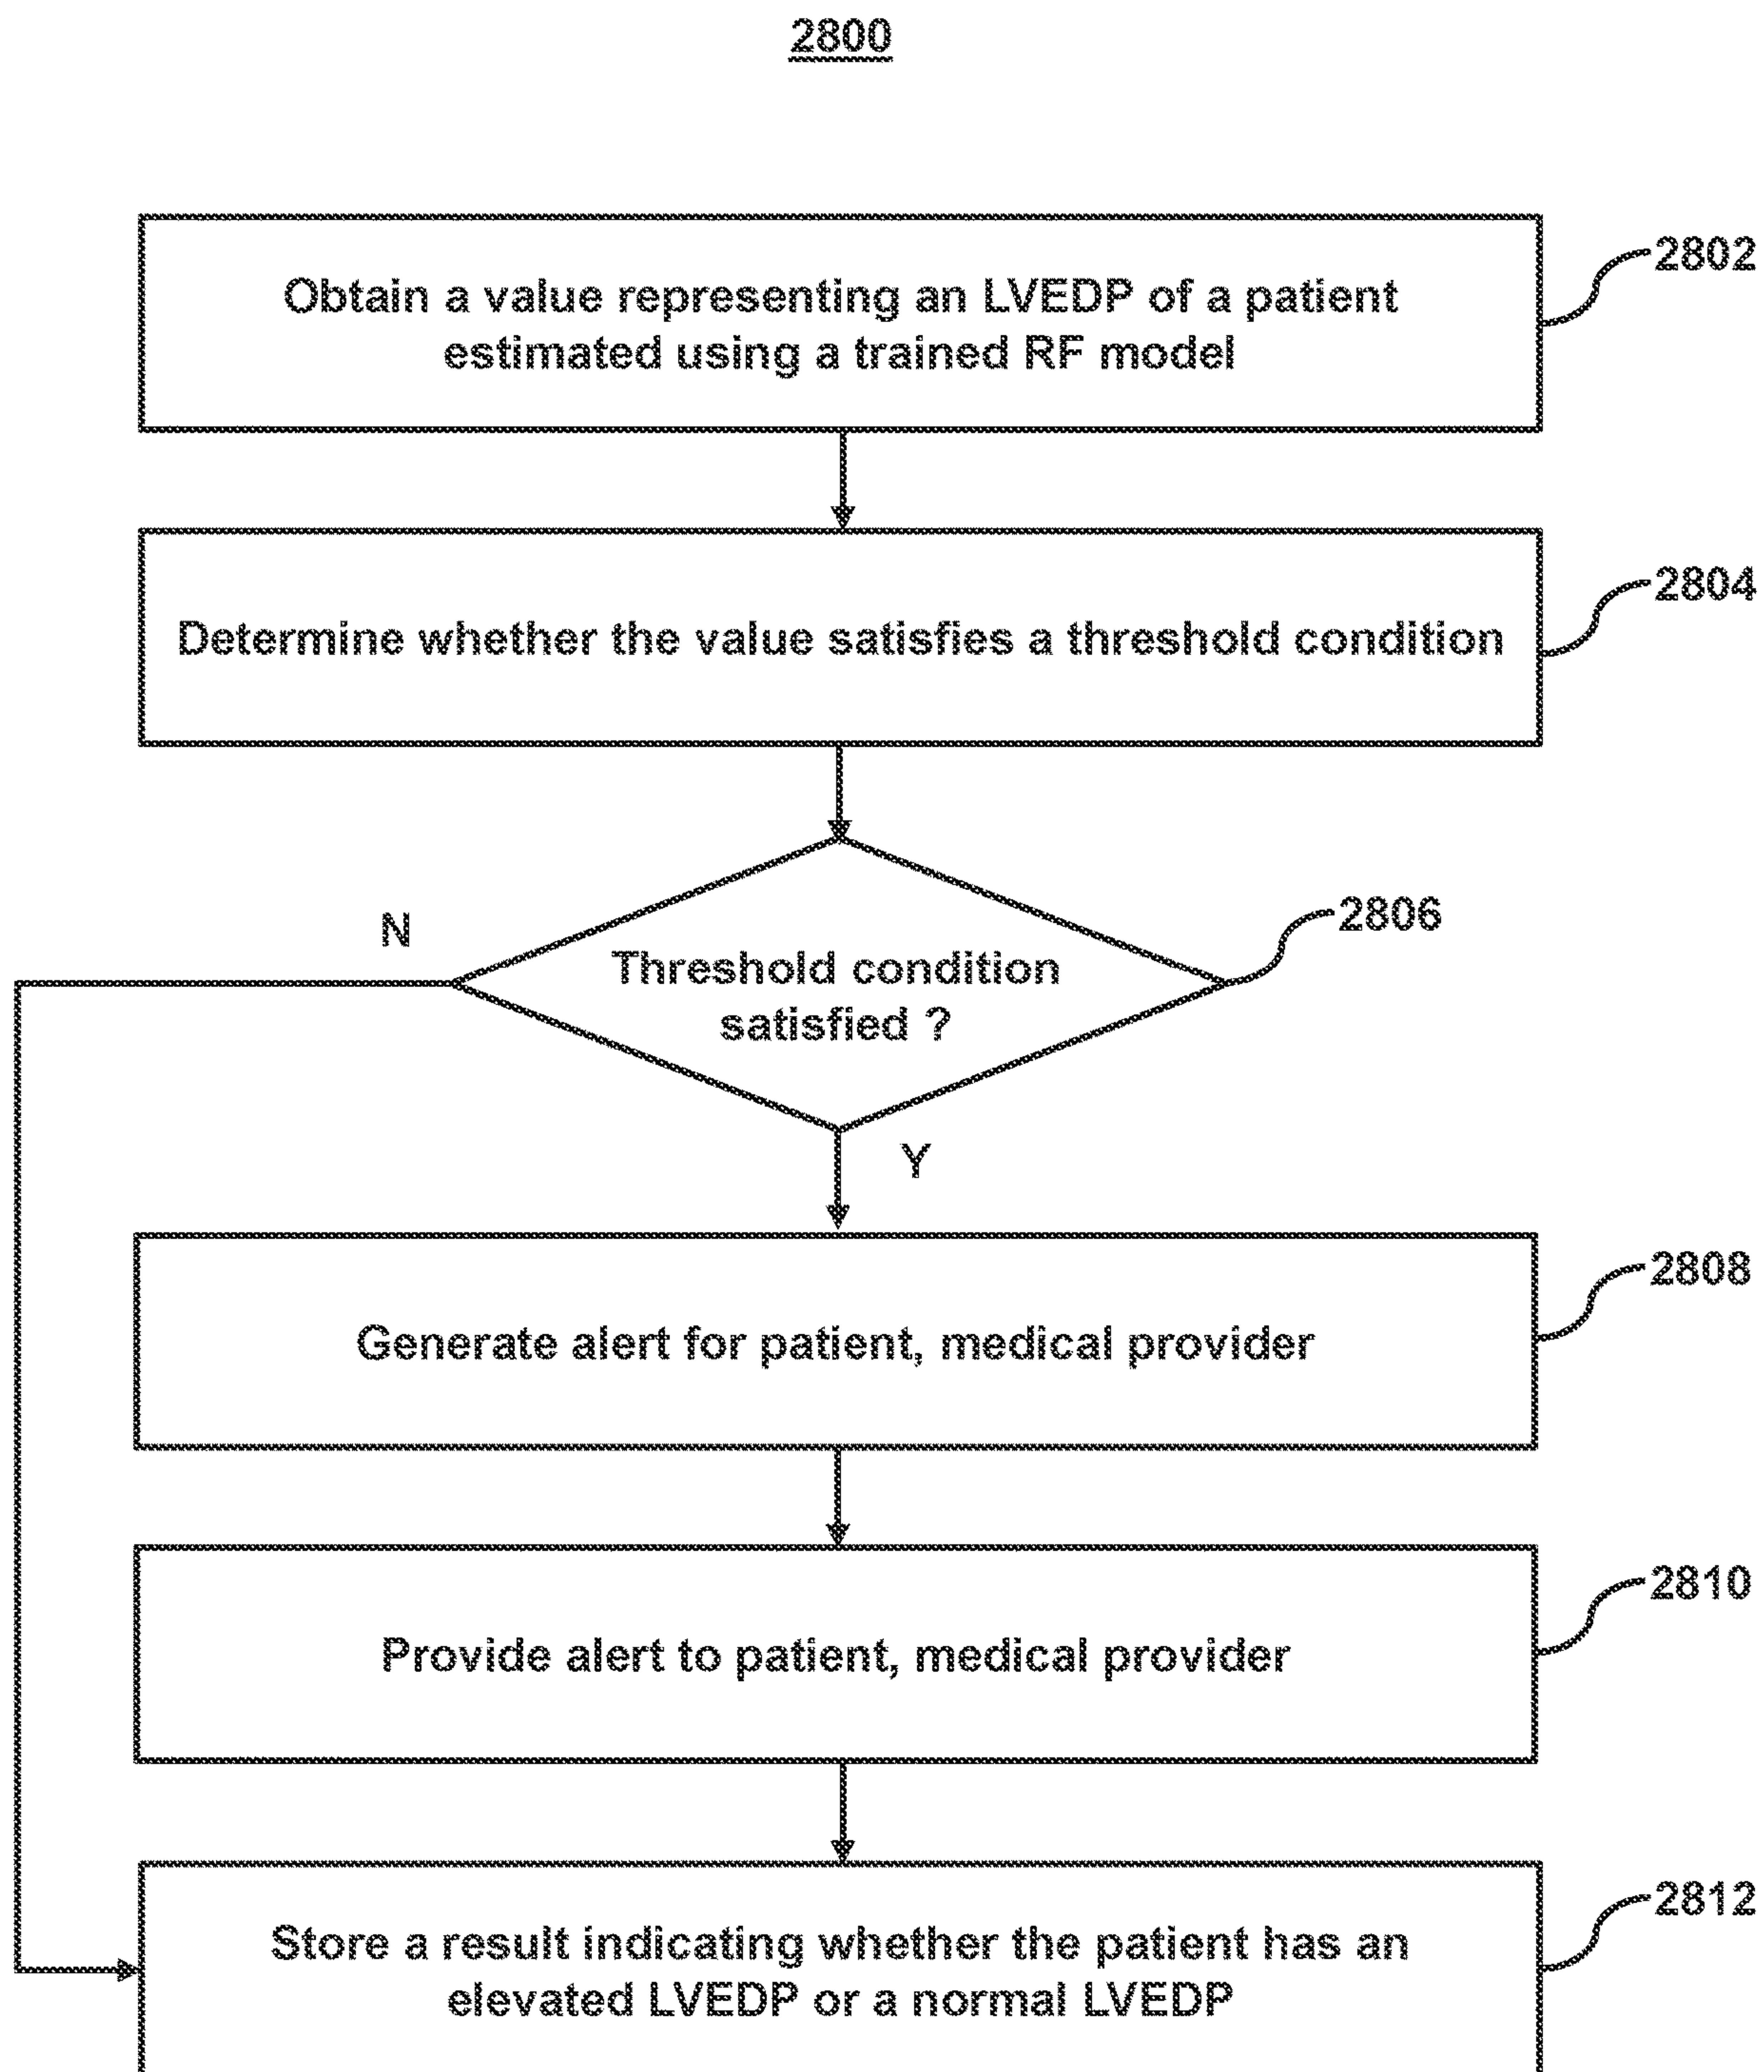 2800
Obtain a value representing an LVEDP of a patient
estimated using a trained RF model
2802
Determine whether the value satisfies a threshold condition
2804
N
Threshold condition
satisfied ?
2806
Y
Generate alert for patient, medical provider
2808
Provide alert to patient, medical provider
2810
Store a result indicating whether the patient has an
elevated LVEDP or a normal LVEDP
2812